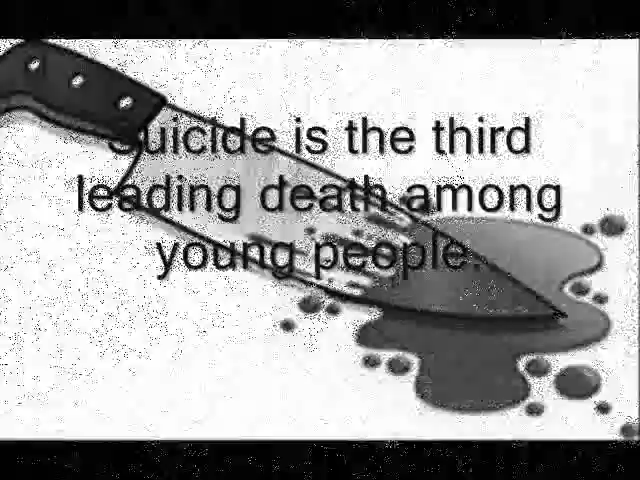 Suicide is the third
leading death among
young people.